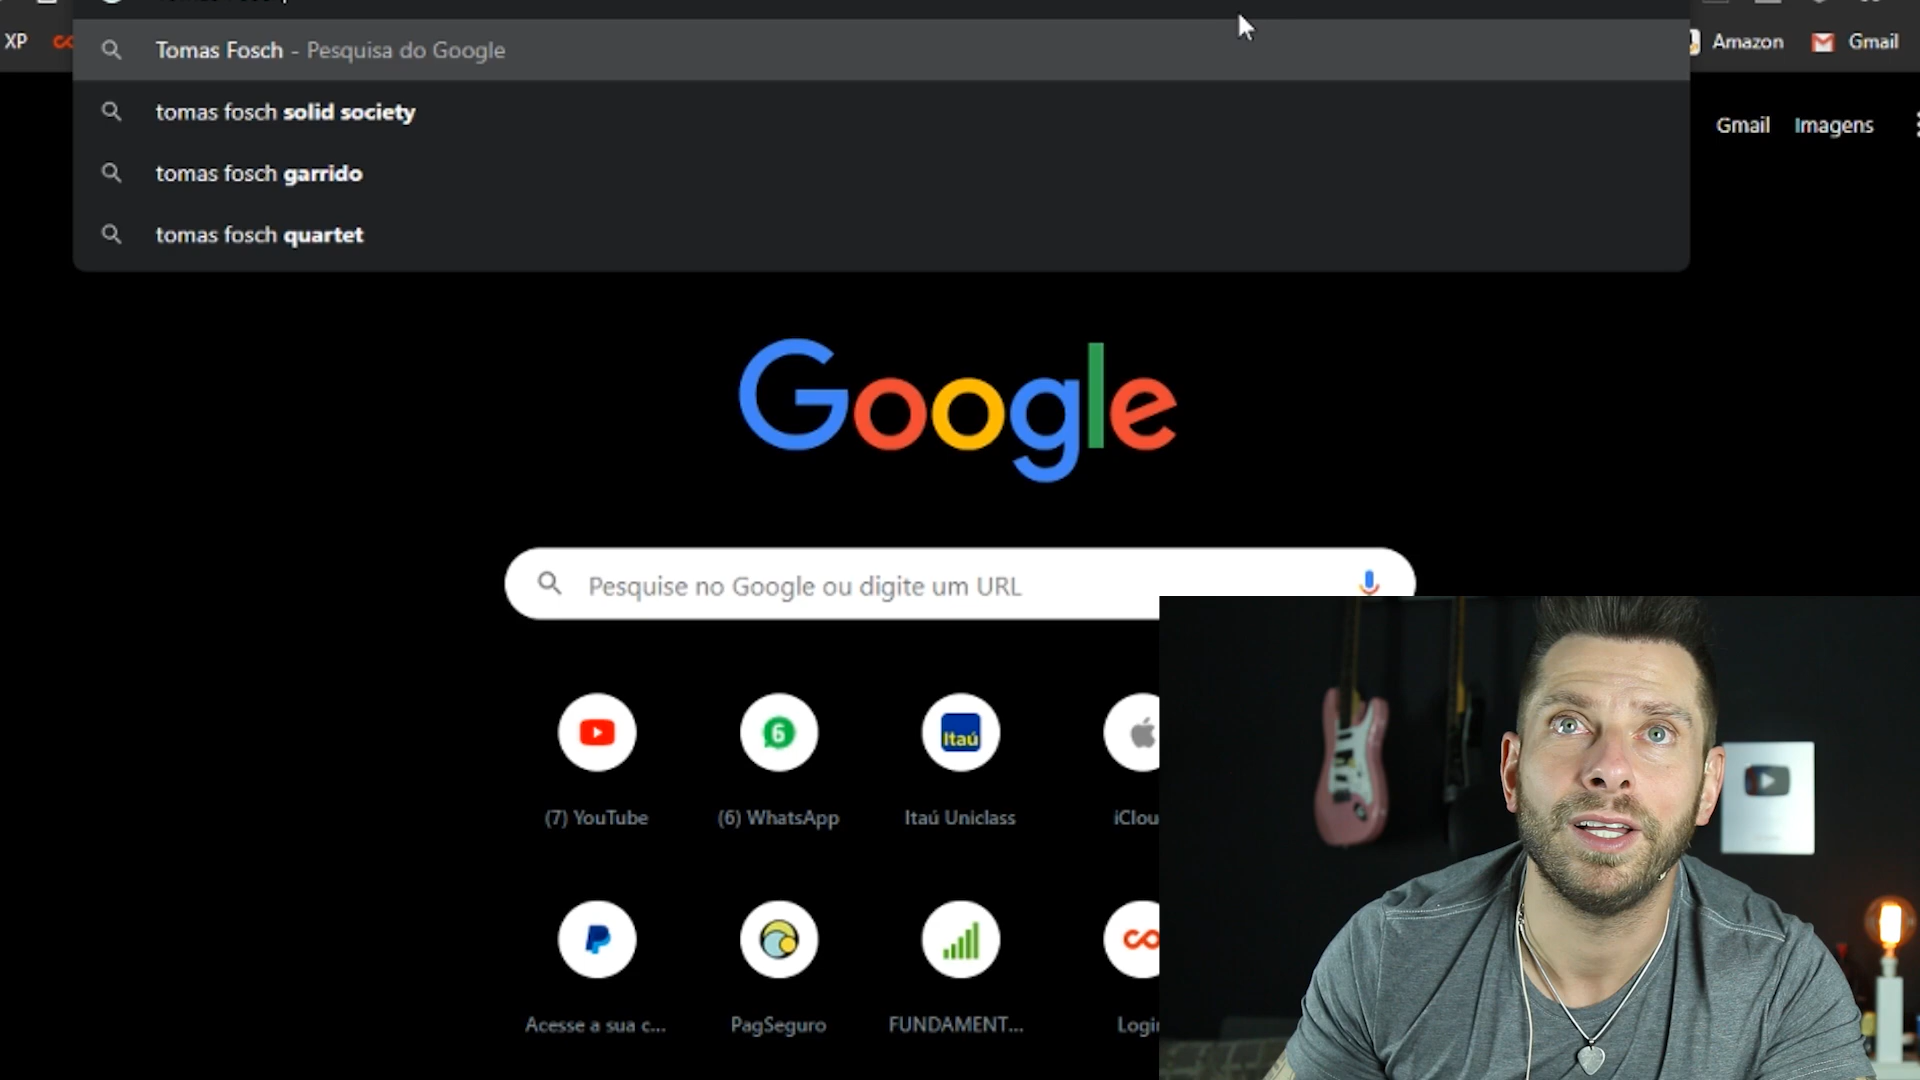 XP
Tomas Fosch - Pesquisa do Google
Amazon
Gmail
tomas fosch solid society
Gmail
Imagens
tomas fosch garrido
tomas fosch quartet
Google
Pesquise no Google ou digite um URL
Itaú
6
(7) YouTube
(6) WhatsApp
Itaú Uniclass
iClou
Acesse a sua c...
PagSeguro
FUNDAMENT...
Login